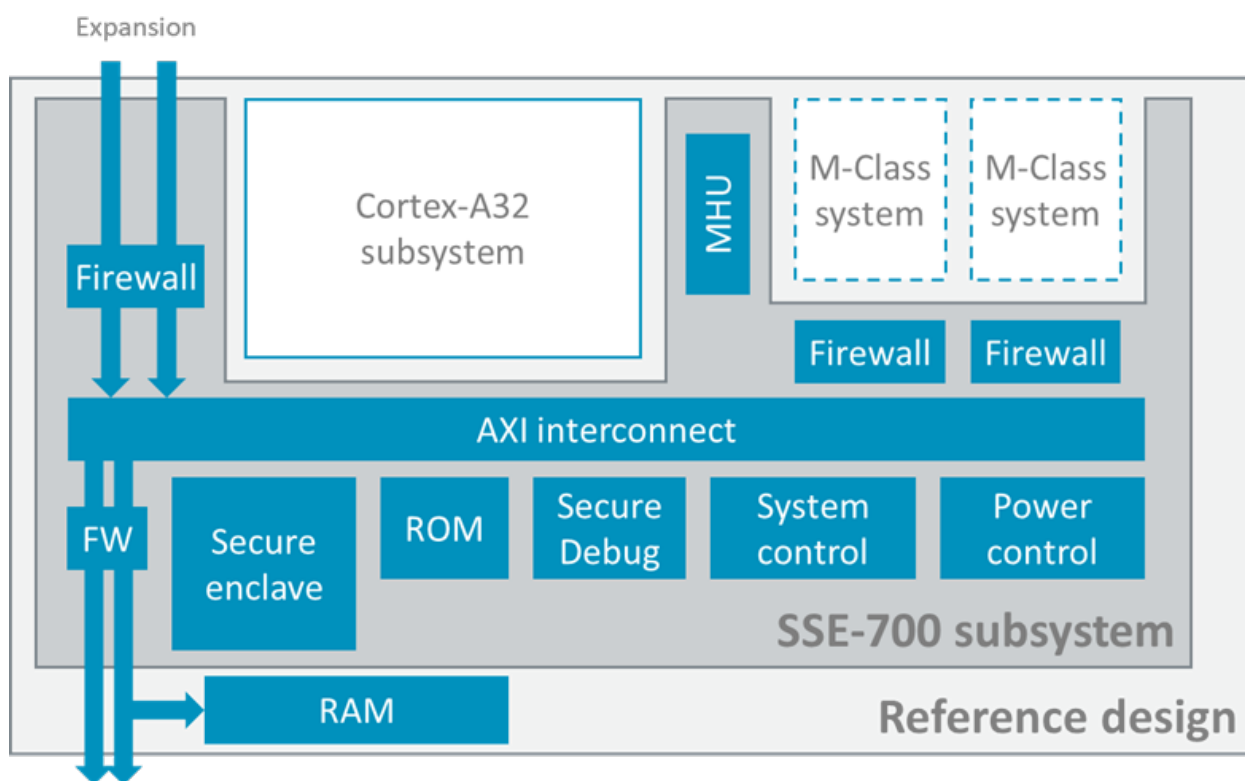 Expansion
Cortex-A32
subsystem
MHU
M-Class
system
M-Class
system
Firewall
Firewall
Firewall
AXI interconnect
FW
Secure
enclave
ROM
Secure
Debug
System
control
Power
control
SSE-700 subsystem
RAM
Reference design